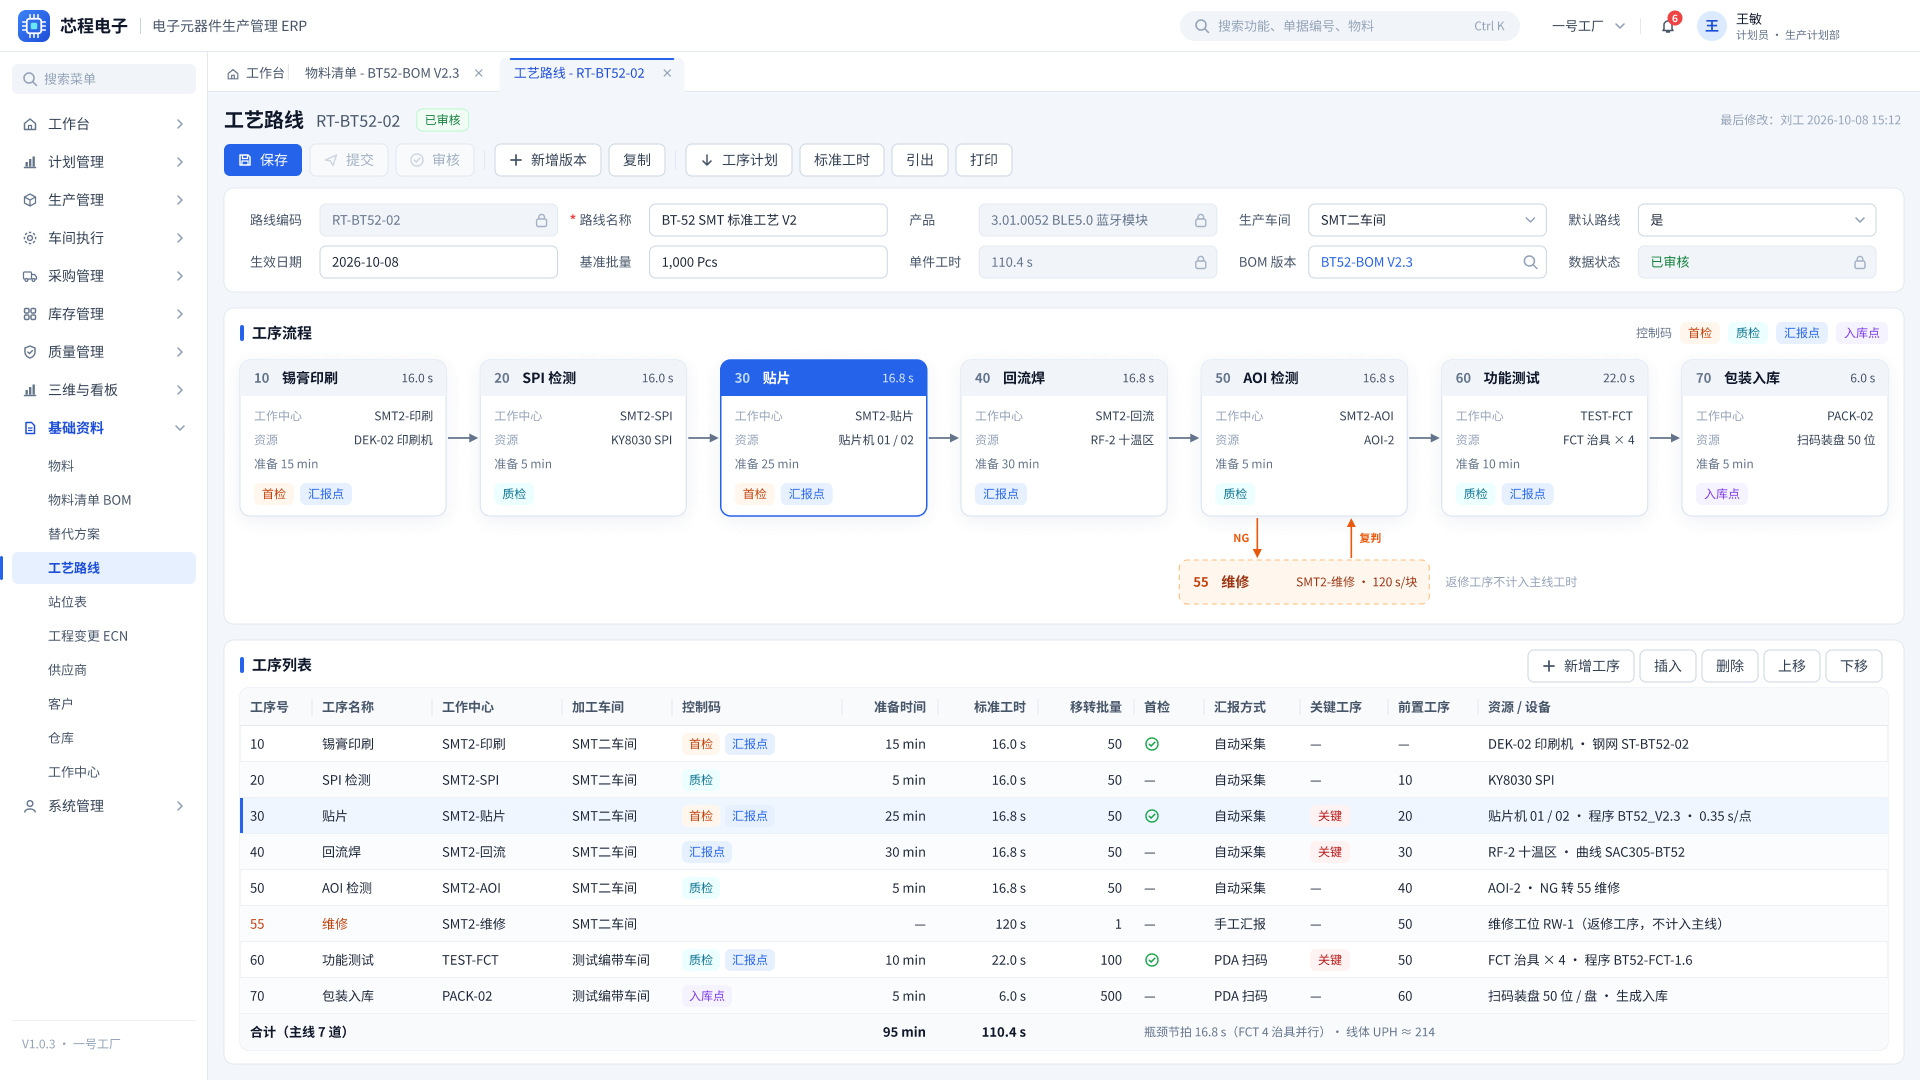 芯程电子 电子元器件生产管理 ERP 搜索功能、单据编号、物料 Ctrl K 一号工厂 6 王 王敏
计划员 · 生产计划部
搜索菜单
工作台
计划管理
生产管理
车间执行
采购管理
库存管理
质量管理
三维与看板
基础资料
物料
物料清单 BOM
替代方案
工艺路线
站位表
工程变更 ECN
供应商
客户
仓库
工作中心
系统管理
V1.0.3 · 一号工厂
工作台 物料清单 - BT52-BOM V2.3 工艺路线 - RT-BT52-02
工艺路线 RT-BT52-02 已审核 最后修改：刘工 2026-10-08 15:12
保存 提交 审核 新增版本 复制 工序计划 标准工时 引出 打印
路线编码 RT-BT52-02 * 路线名称 BT-52 SMT 标准工艺 V2 产品 3.01.0052 BLE5.0 蓝牙模块 生产车间 SMT二车间 默认路线 是
生效日期 2026-10-08 基准批量 1,000 Pcs 单件工时 110.4 s BOM 版本 BT52-BOM V2.3 数据状态 已审核
工序流程 控制码 首检 质检 汇报点 入库点
10 锡膏印刷 16.0 s
工作中心 SMT2-印刷
资源 DEK-02 印刷机
准备 15 min
首检 汇报点
20 SPI 检测 16.0 s
工作中心 SMT2-SPI
资源 KY8030 SPI
准备 5 min
质检
30 贴片 16.8 s
工作中心 SMT2-贴片
资源 贴片机 01 / 02
准备 25 min
首检 汇报点
40 回流焊 16.8 s
工作中心 SMT2-回流
资源 RF-2 十温区
准备 30 min
汇报点
50 AOI 检测 16.8 s
工作中心 SMT2-AOI
资源 AOI-2
准备 5 min
质检
60 功能测试 22.0 s
工作中心 TEST-FCT
资源 FCT 治具 × 4
准备 10 min
质检 汇报点
70 包装入库 6.0 s
工作中心 PACK-02
资源 扫码装盘 50 位
准备 5 min
入库点
NG 复判
55 维修 SMT2-维修 · 120 s/块 返修工序不计入主线工时
工序列表 新增工序 插入 删除 上移 下移
工序号 工序名称 工作中心 加工车间 控制码 准备时间 标准工时 移转批量 首检 汇报方式 关键工序 前置工序 资源 / 设备
10 锡膏印刷 SMT2-印刷 SMT二车间 首检 汇报点 15 min 16.0 s 50 自动采集 — — DEK-02 印刷机 · 钢网 ST-BT52-02
20 SPI 检测 SMT2-SPI SMT二车间 质检 5 min 16.0 s 50 — 自动采集 — 10 KY8030 SPI
30 贴片 SMT2-贴片 SMT二车间 首检 汇报点 25 min 16.8 s 50 自动采集 关键 20 贴片机 01 / 02 · 程序 BT52_V2.3 · 0.35 s/点
40 回流焊 SMT2-回流 SMT二车间 汇报点 30 min 16.8 s 50 — 自动采集 关键 30 RF-2 十温区 · 曲线 SAC305-BT52
50 AOI 检测 SMT2-AOI SMT二车间 质检 5 min 16.8 s 50 — 自动采集 — 40 AOI-2 · NG 转 55 维修
55 维修 SMT2-维修 SMT二车间 — 120 s 1 — 手工汇报 — 50 维修工位 RW-1（返修工序，不计入主线）
60 功能测试 TEST-FCT 测试编带车间 质检 汇报点 10 min 22.0 s 100 PDA 扫码 关键 50 FCT 治具 × 4 · 程序 BT52-FCT-1.6
70 包装入库 PACK-02 测试编带车间 入库点 5 min 6.0 s 500 — PDA 扫码 — 60 扫码装盘 50 位 / 盘 · 生成入库
合计（主线 7 道） 95 min 110.4 s 瓶颈节拍 16.8 s（FCT 4 治具并行） · 线体 UPH ≈ 214